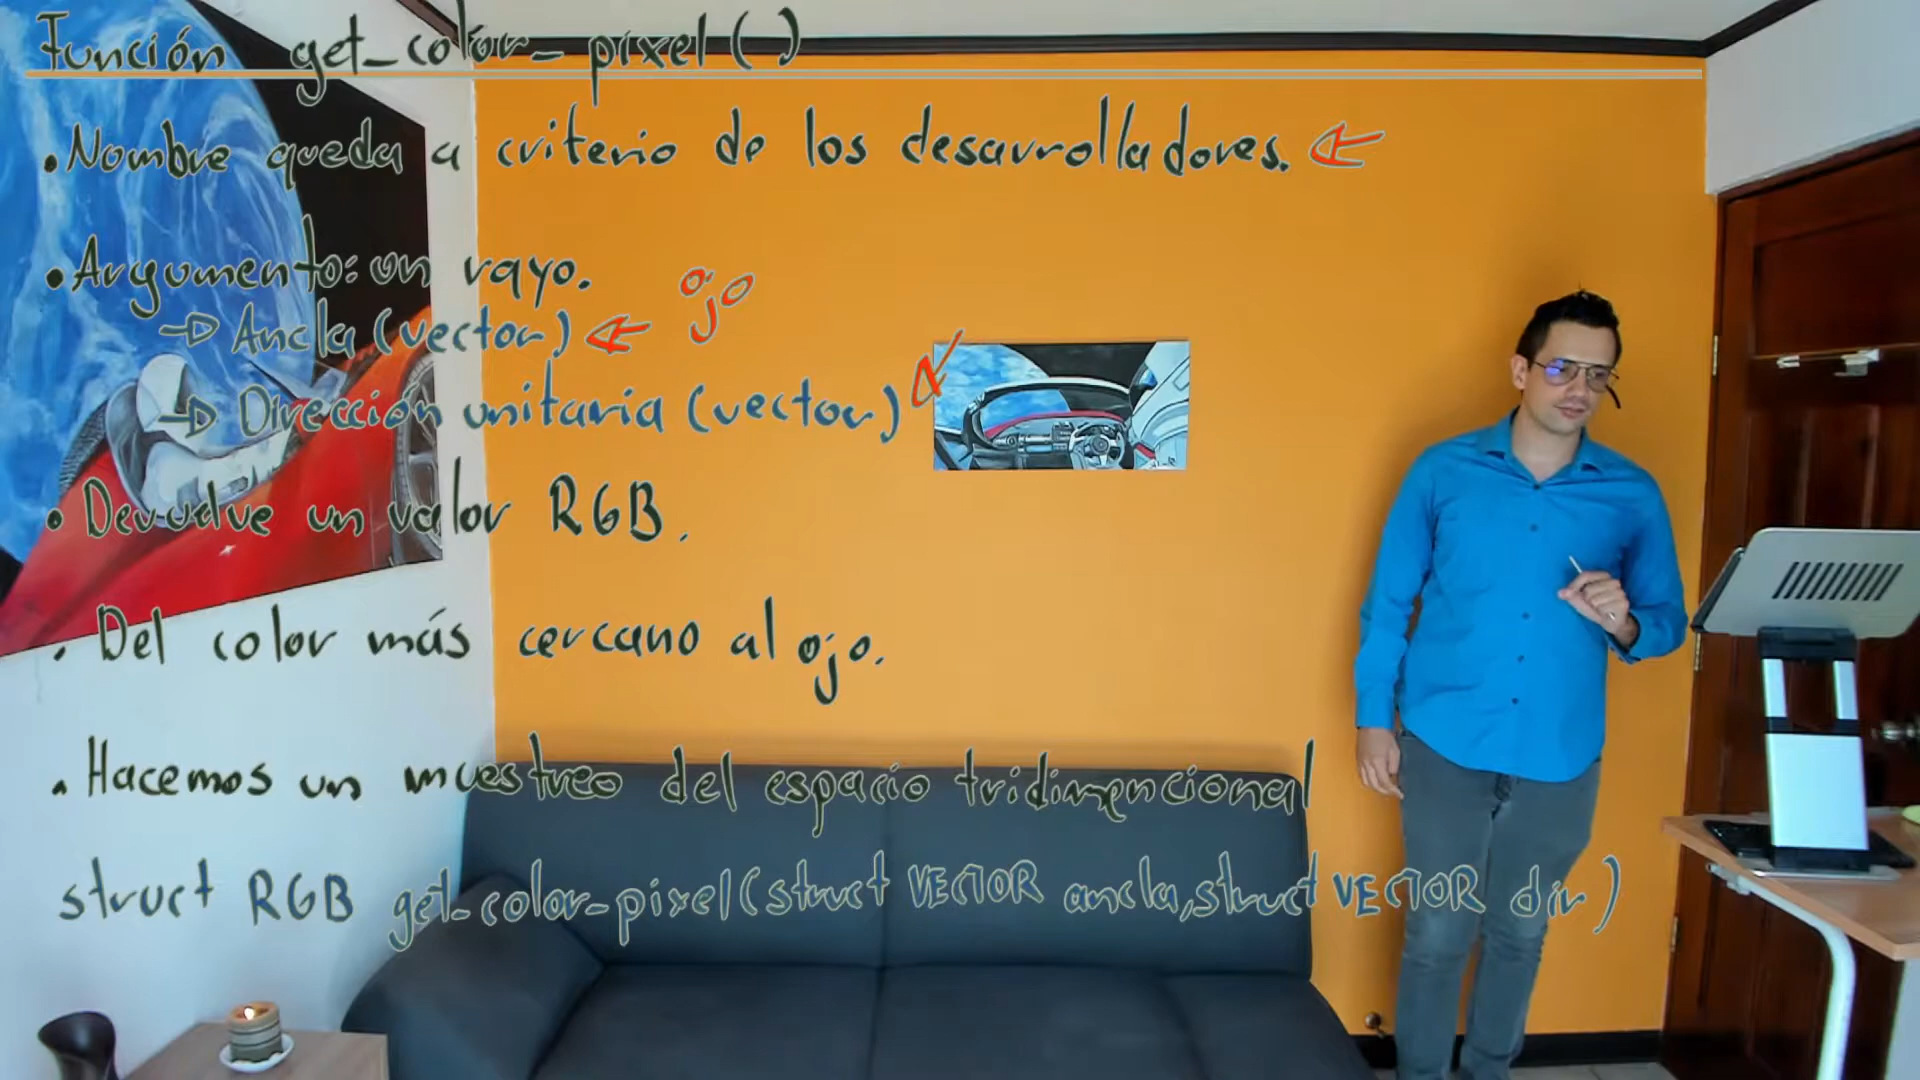 Función get_color_pixel()
• Nombre queda a criterio de los desarrolladores.
• Argumento: un rayo.
→ Ancla (vector) ojo
→ Dirección unitaria (vector)
• Devuelve un valor RGB.
. Del color más cercano al ojo.
. Hacemos un muestreo del espacio tridimencional
struct RGB get_color_pixel(struct VECTOR ancla, struct VECTOR dir)